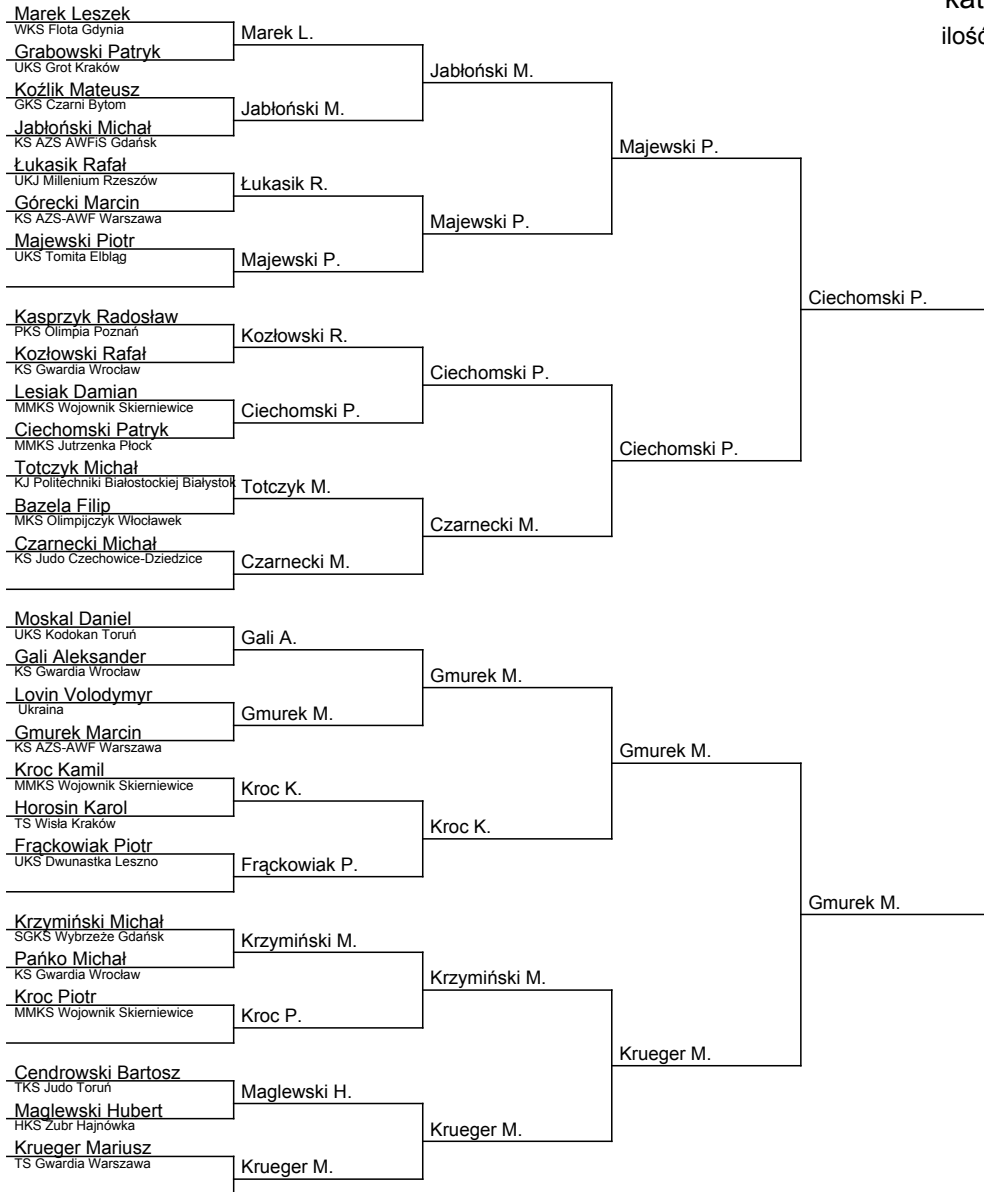 Marek Leszek
WKS Flota Gdynia
Grabowski Patryk
UKS Grot Kraków
Koźlik Mateusz
GKS Czarni Bytom
Jabłoński Michał
KS AZS AWFiS Gdańsk
Łukasik Rafał
UKJ Millenium Rzeszów
Górecki Marcin
KS AZS-AWF Warszawa
Majewski Piotr
UKS Tomita Elbląg
Kasprzyk Radosław
PKS Olimpia Poznań
Kozłowski Rafał
KS Gwardia Wrocław
Lesiak Damian
MMKS Wojownik Skierniewice
Ciechomski Patryk
MMKS Jutrzenka Płock
Totczyk Michał
KJ Politechniki Białostockiej Białystok
Bazela Filip
MKS Olimpijczyk Włocławek
Czarnecki Michał
KS Judo Czechowice-Dziedzice
Moskal Daniel
UKS Kodokan Toruń
Gali Aleksander
KS Gwardia Wrocław
Lovin Volodymyr
Ukraina
Gmurek Marcin
KS AZS-AWF Warszawa
Kroc Kamil
MMKS Wojownik Skierniewice
Horosin Karol
TS Wisła Kraków
Frąckowiak Piotr
UKS Dwunastka Leszno
Krzymiński Michał
SGKS Wybrzeże Gdańsk
Pańko Michał
KS Gwardia Wrocław
Kroc Piotr
MMKS Wojownik Skierniewice
Cendrowski Bartosz
TKS Judo Toruń
Maglewski Hubert
HKS Żubr Hajnówka
Krueger Mariusz
TS Gwardia Warszawa
Marek L.
Jabłoński M.
Łukasik R.
Majewski P.
Kozłowski R.
Ciechomski P.
Totczyk M.
Czarnecki M.
Gali A.
Gmurek M.
Kroc K.
Frąckowiak P.
Krzymiński M.
Kroc P.
Maglewski H.
Krueger M.
Jabłoński M.
Majewski P.
Ciechomski P.
Czarnecki M.
Gmurek M.
Kroc K.
Krzymiński M.
Krueger M.
Majewski P.
Ciechomski P.
Gmurek M.
Krueger M.
Ciechomski P.
Gmurek M.
ilość